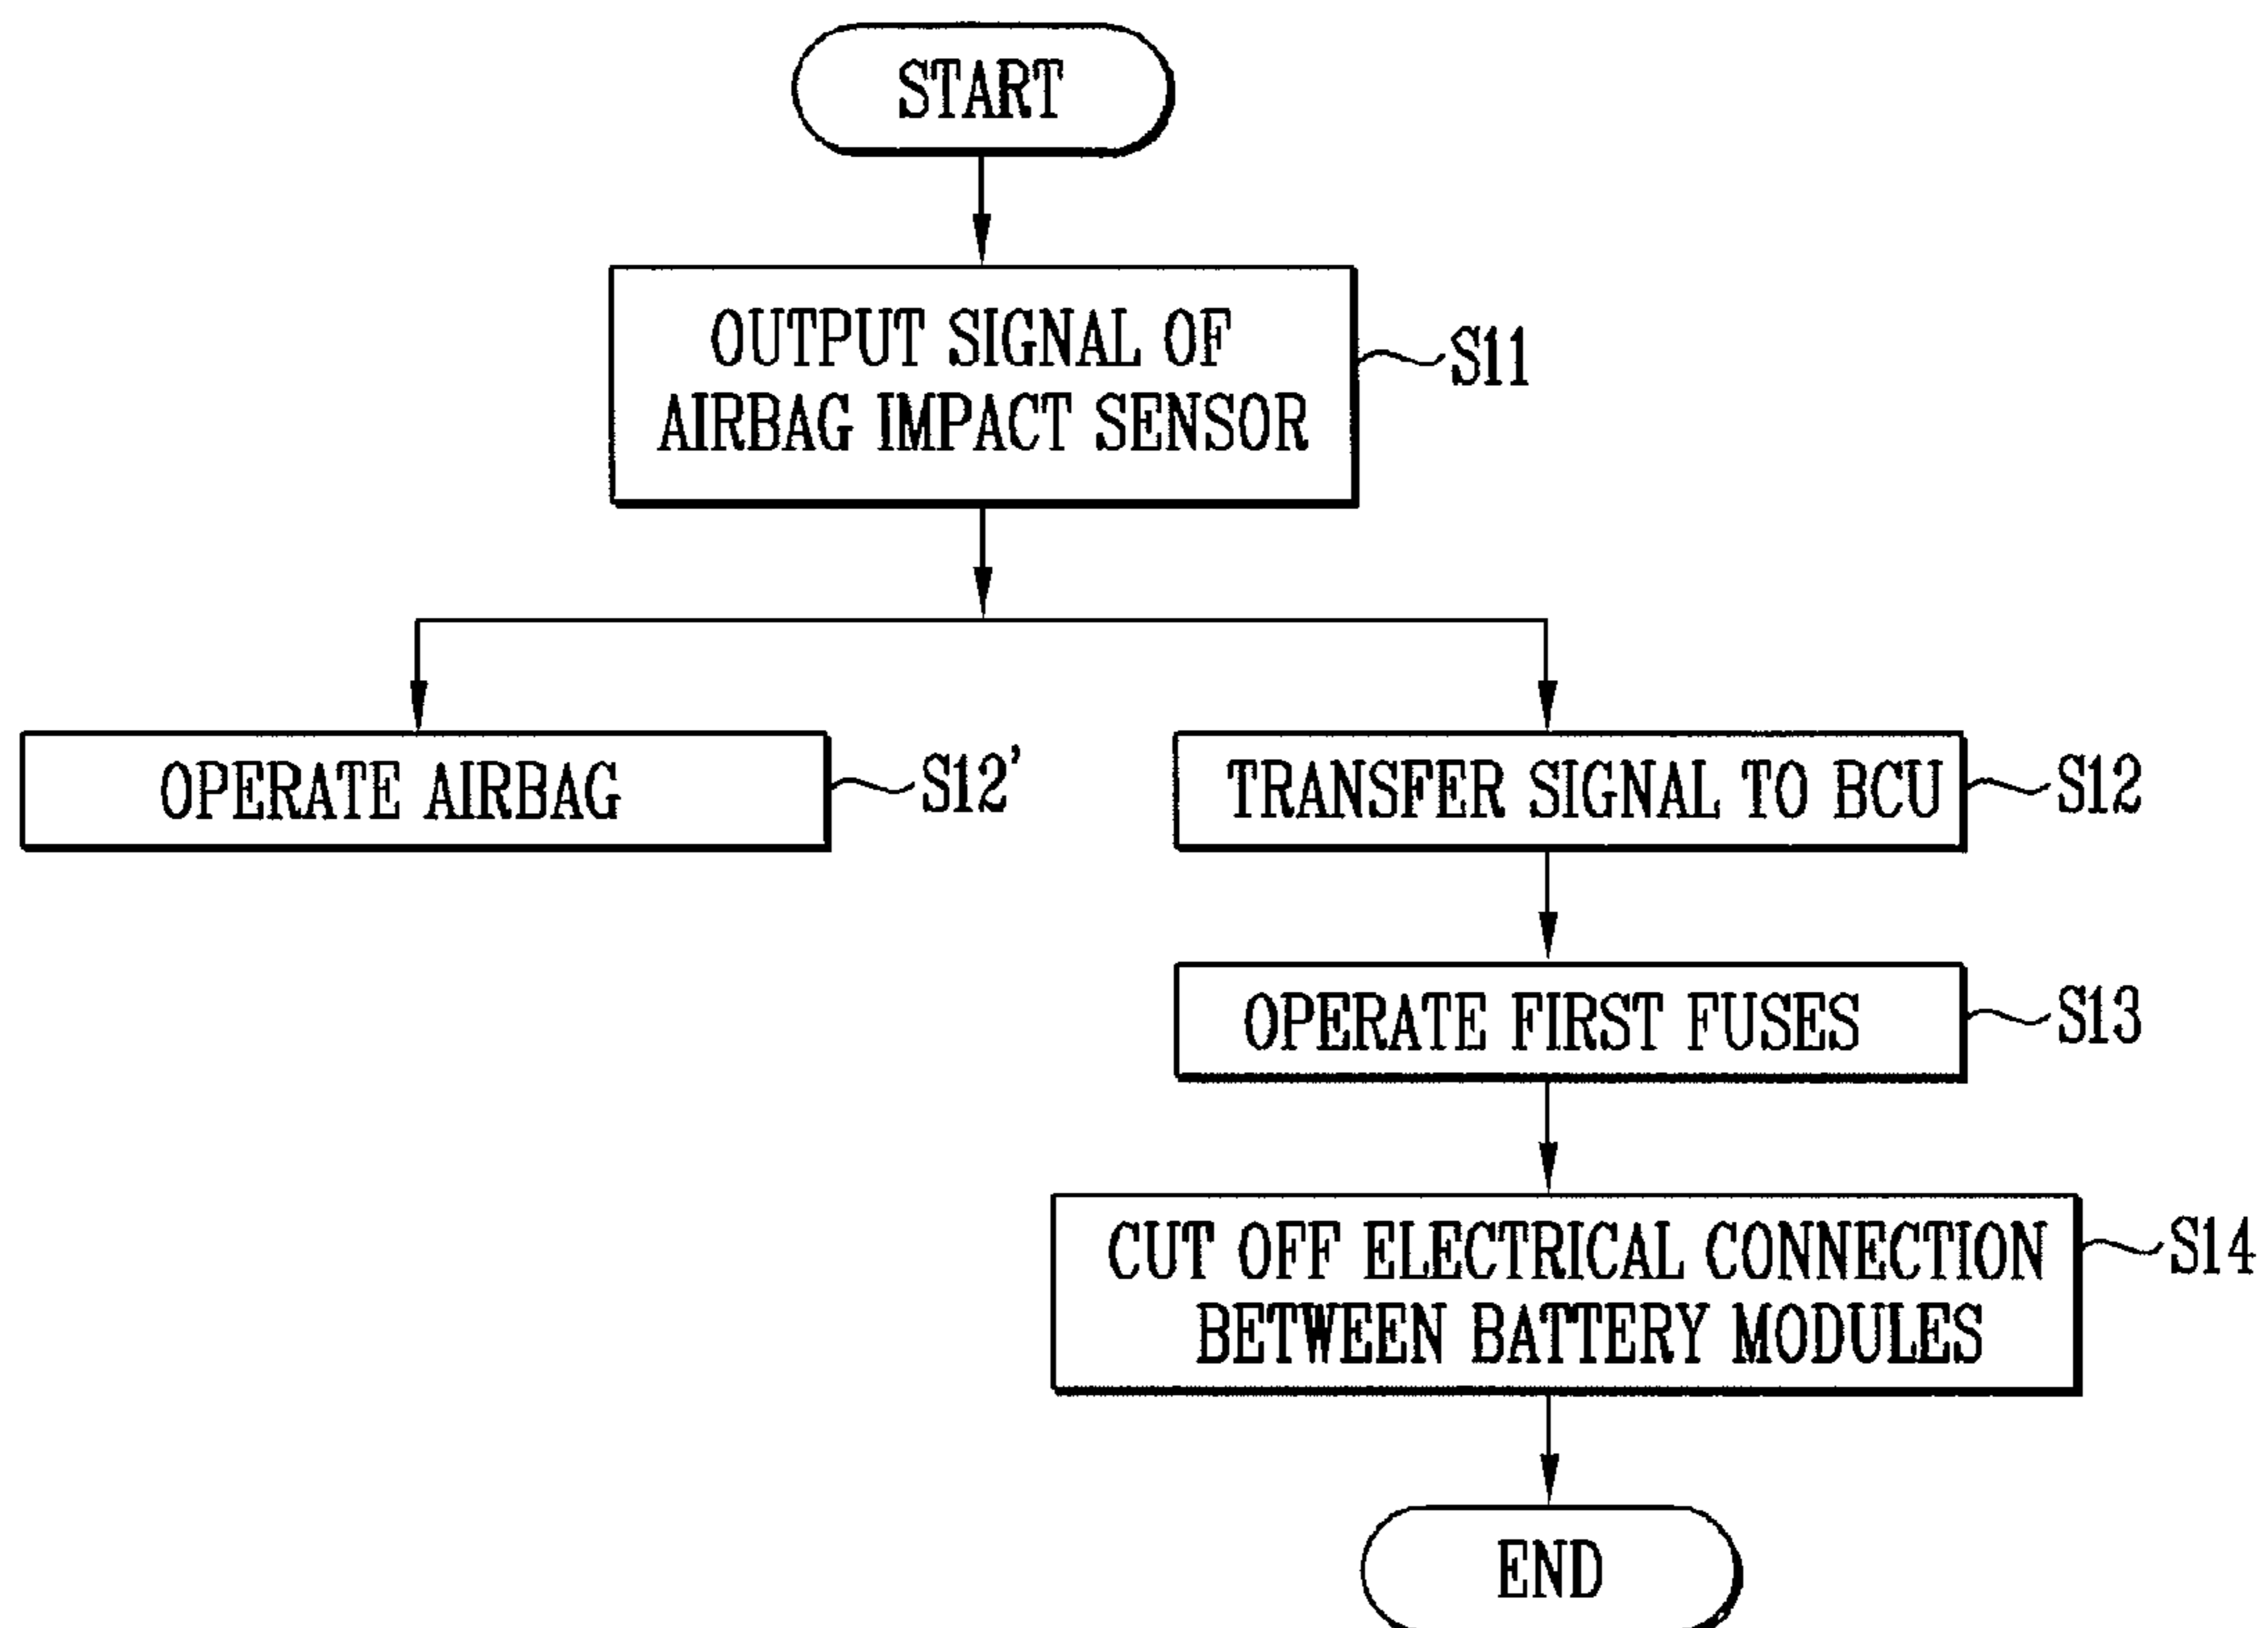 START
OUTPUT SIGNAL OF
AIRBAG IMPACT SENSOR
S11
OPERATE AIRBAG
S12'
TRANSFER SIGNAL TO BCU
S12
OPERATE FIRST FUSES
S13
CUT OFF ELECTRICAL CONNECTION
BETWEEN BATTERY MODULES
S14
END